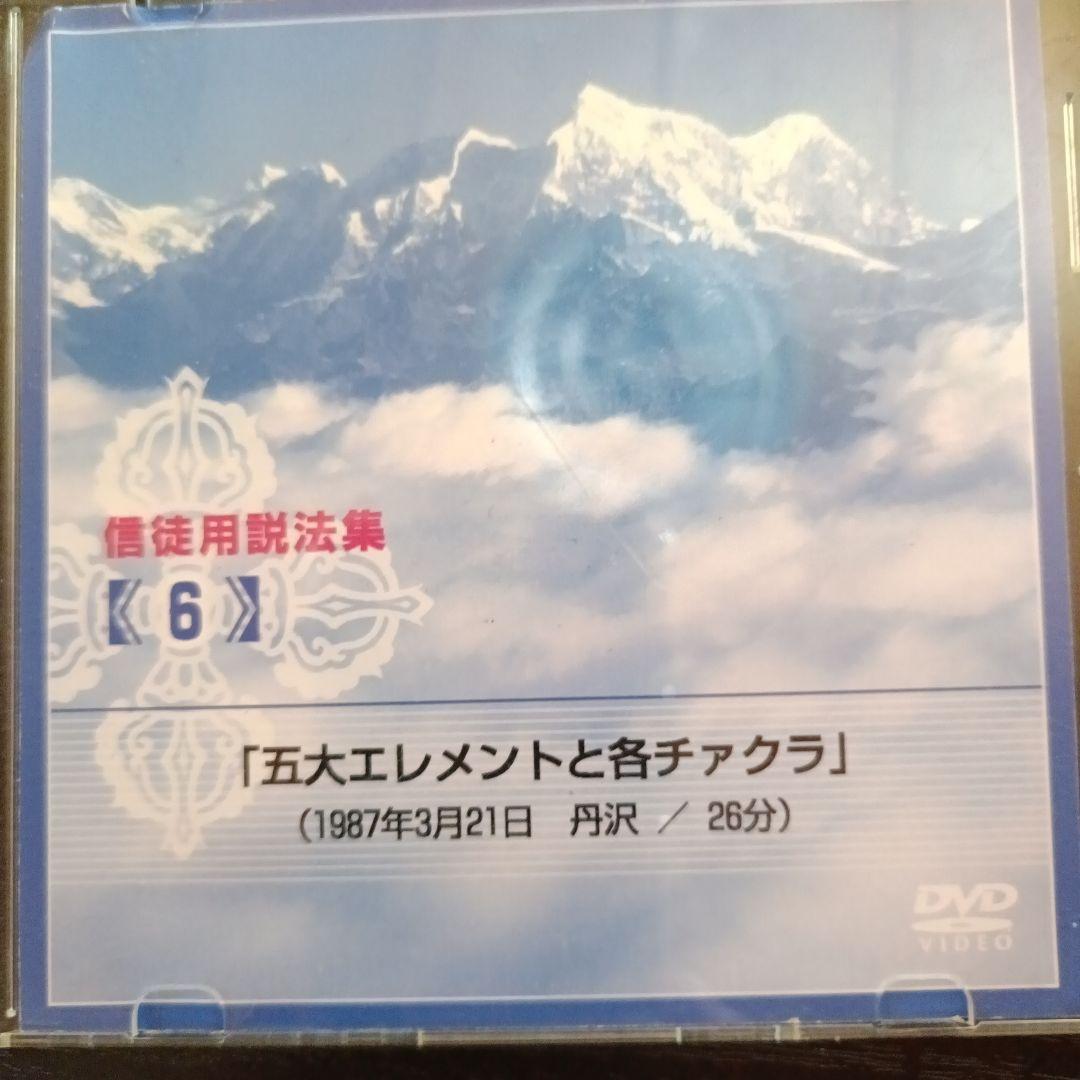 信徒用説法集
【《6》】
「五大エレメントと各チァクラ」
(1987年3月21日　丹沢 ／ 26分)
DVD
VIDEO